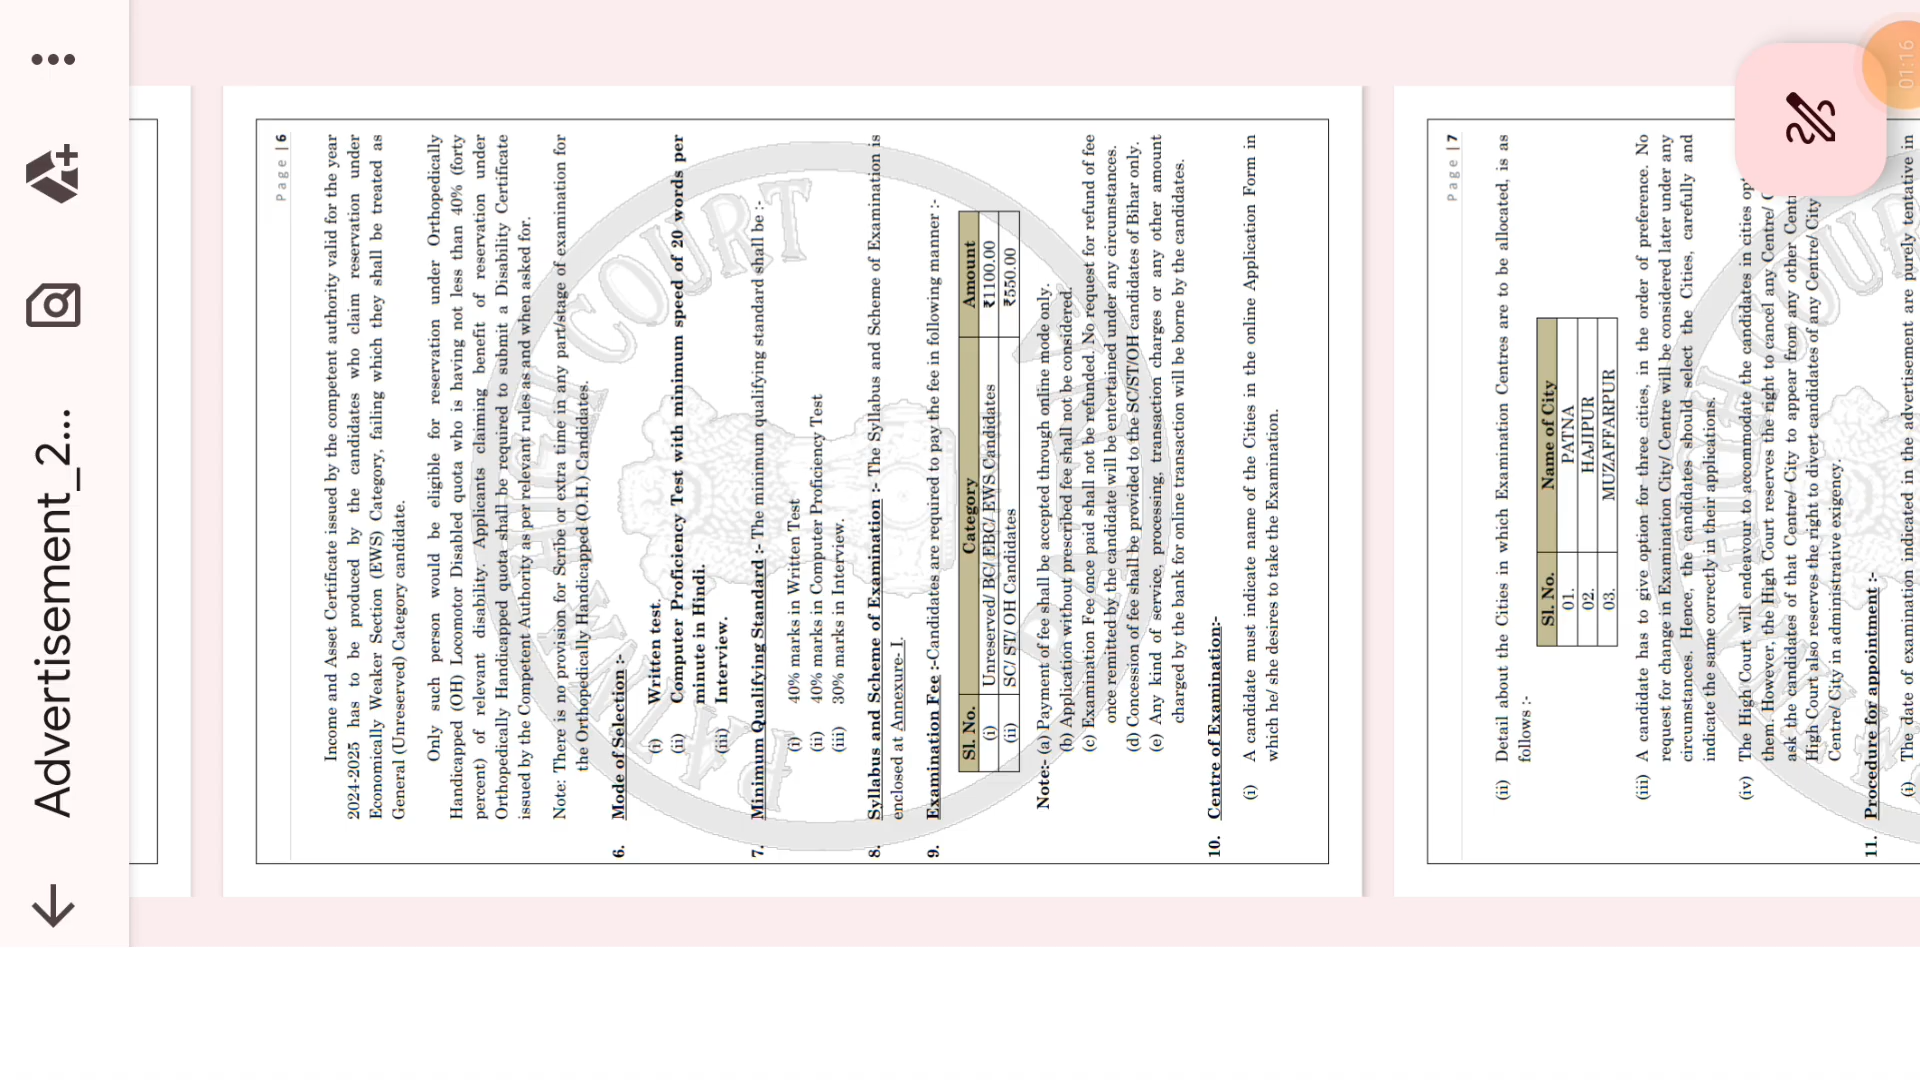 Advertisement_2...
01:16
Page |6
Income and Asset Certificate issued by the competent authority valid for the year
2024-2025 has to be produced by the candidates who claim reservation under
Economically Weaker Section (EWS) Category, failing which they shall be treated as
General (Unreserved) Category candidate.
Only such person would be eligible for reservation under Orthopedically
Handicapped (OH) Locomotor Disabled quota who is having not less than 40% (forty
percent) of relevant disability. Applicants claiming benefit of reservation under
Orthopedically Handicapped quota shall be required to submit a Disability Certificate
issued by the Competent Authority as per relevant rules as and when asked for.
Note: There is no provision for Scribe or extra time in any part/stage of examination for
the Orthopedically Handicapped (O.H.) Candidates.
6. Mode of Selection :-
(i) Written test.
(ii) Computer Proficiency Test with minimum speed of 20 words per
minute in Hindi.
(iii) Interview.
7. Minimum Qualifying Standard :- The minimum qualifying standard shall be :-
(i) 40% marks in Written Test
(ii) 40% marks in Computer Proficiency Test
(iii) 30% marks in Interview.
8. Syllabus and Scheme of Examination :- The Syllabus and Scheme of Examination is
enclosed at Annexure- I.
9. Examination Fee :-Candidates are required to pay the fee in following manner :-
Sl. No. Category Amount
(i) Unreserved/ BC/ EBC/ EWS Candidates ₹1100.00
(ii) SC/ ST/ OH Candidates ₹550.00
Note:- (a) Payment of fee shall be accepted through online mode only.
(b) Application without prescribed fee shall not be considered.
(c) Examination Fee once paid shall not be refunded. No request for refund of fee
once remitted by the candidate will be entertained under any circumstances.
(d) Concession of fee shall be provided to the SC/ST/OH candidates of Bihar only.
(e) Any kind of service, processing, transaction charges or any other amount
charged by the bank for online transaction will be borne by the candidates.
10. Centre of Examination:-
(i) A candidate must indicate name of the Cities in the online Application Form in
which he/ she desires to take the Examination.
PATNA HIGH COURT
Page |7
(ii) Detail about the Cities in which Examination Centres are to be allocated, is as
follows :-
Sl. No. Name of City
01. PATNA
02. HAJIPUR
03. MUZAFFARPUR
(iii) A candidate has to give option for three cities, in the order of preference. No
request for change in Examination City/ Centre will be considered later under any
circumstances. Hence, the candidates should select the Cities, carefully and
indicate the same correctly in their applications.
(iv) The High Court will endeavour to accommodate the candidates in cities
them. However, the High Court reserves the right to cancel any Centre/
ask the candidates of that Centre/ City to appear from any other
High Court also reserves the right to divert candidates of any Centre/ City
Centre/ City in administrative exigency.
11. Procedure for appointment :-
(i) The date of examination indicated in the advertisement are purely tentative in